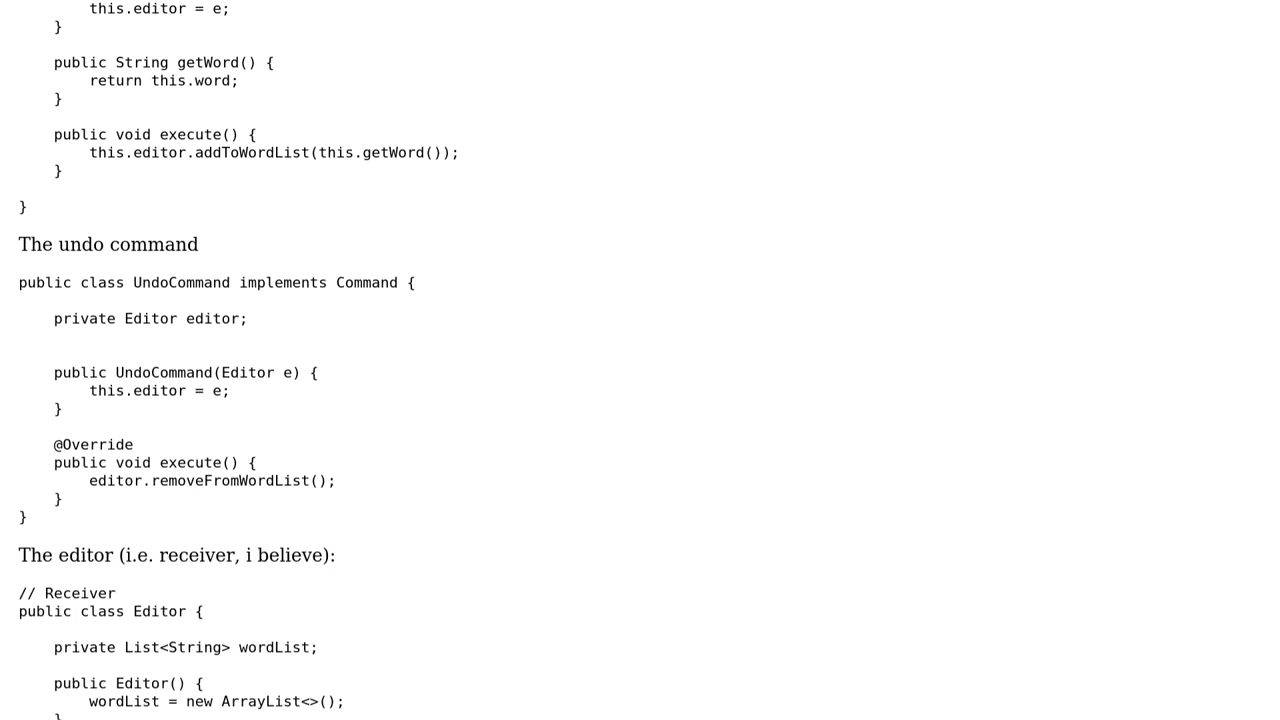 this.editor = e;
    }

    public String getWord() {
        return this.word;
    }

    public void execute() {
        this.editor.addToWordList(this.getWord());
    }

}
The undo command
public class UndoCommand implements Command {

    private Editor editor;


    public UndoCommand(Editor e) {
        this.editor = e;
    }

    @Override
    public void execute() {
        editor.removeFromWordList();
    }
}
The editor (i.e. receiver, i believe):
// Receiver
public class Editor {

    private List<String> wordList;

    public Editor() {
        wordList = new ArrayList<>();
    }